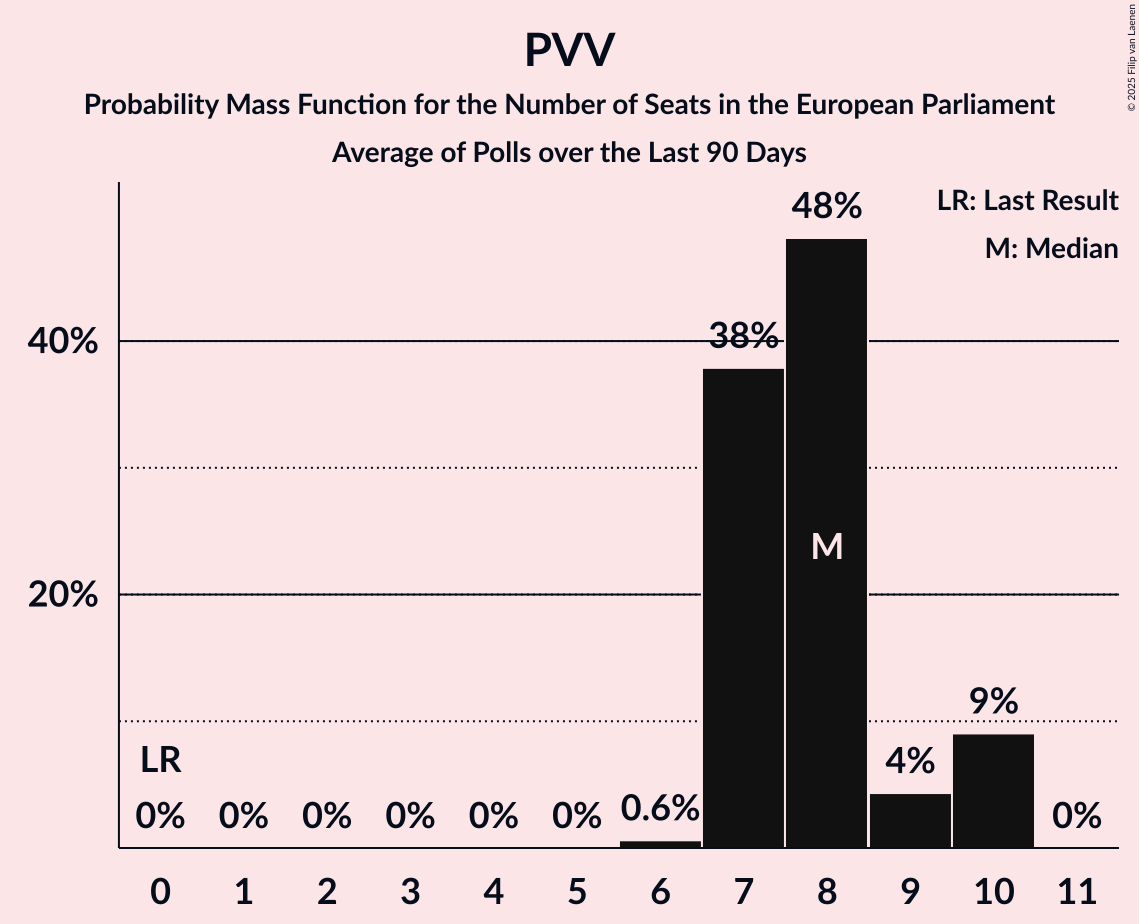 PVV
Probability Mass Function for the Number of Seats in the European Parliament
Average of Polls over the Last 90 Days
© 2025 Filip van Laenen
LR: Last Result
M: Median
48%
40%
38%
M
20%
9%
LR
4%
0% 0% 0% 0% 0% 0% 0.6% 0%
0 1 2 3 4 5 6 7 8 9 10 11